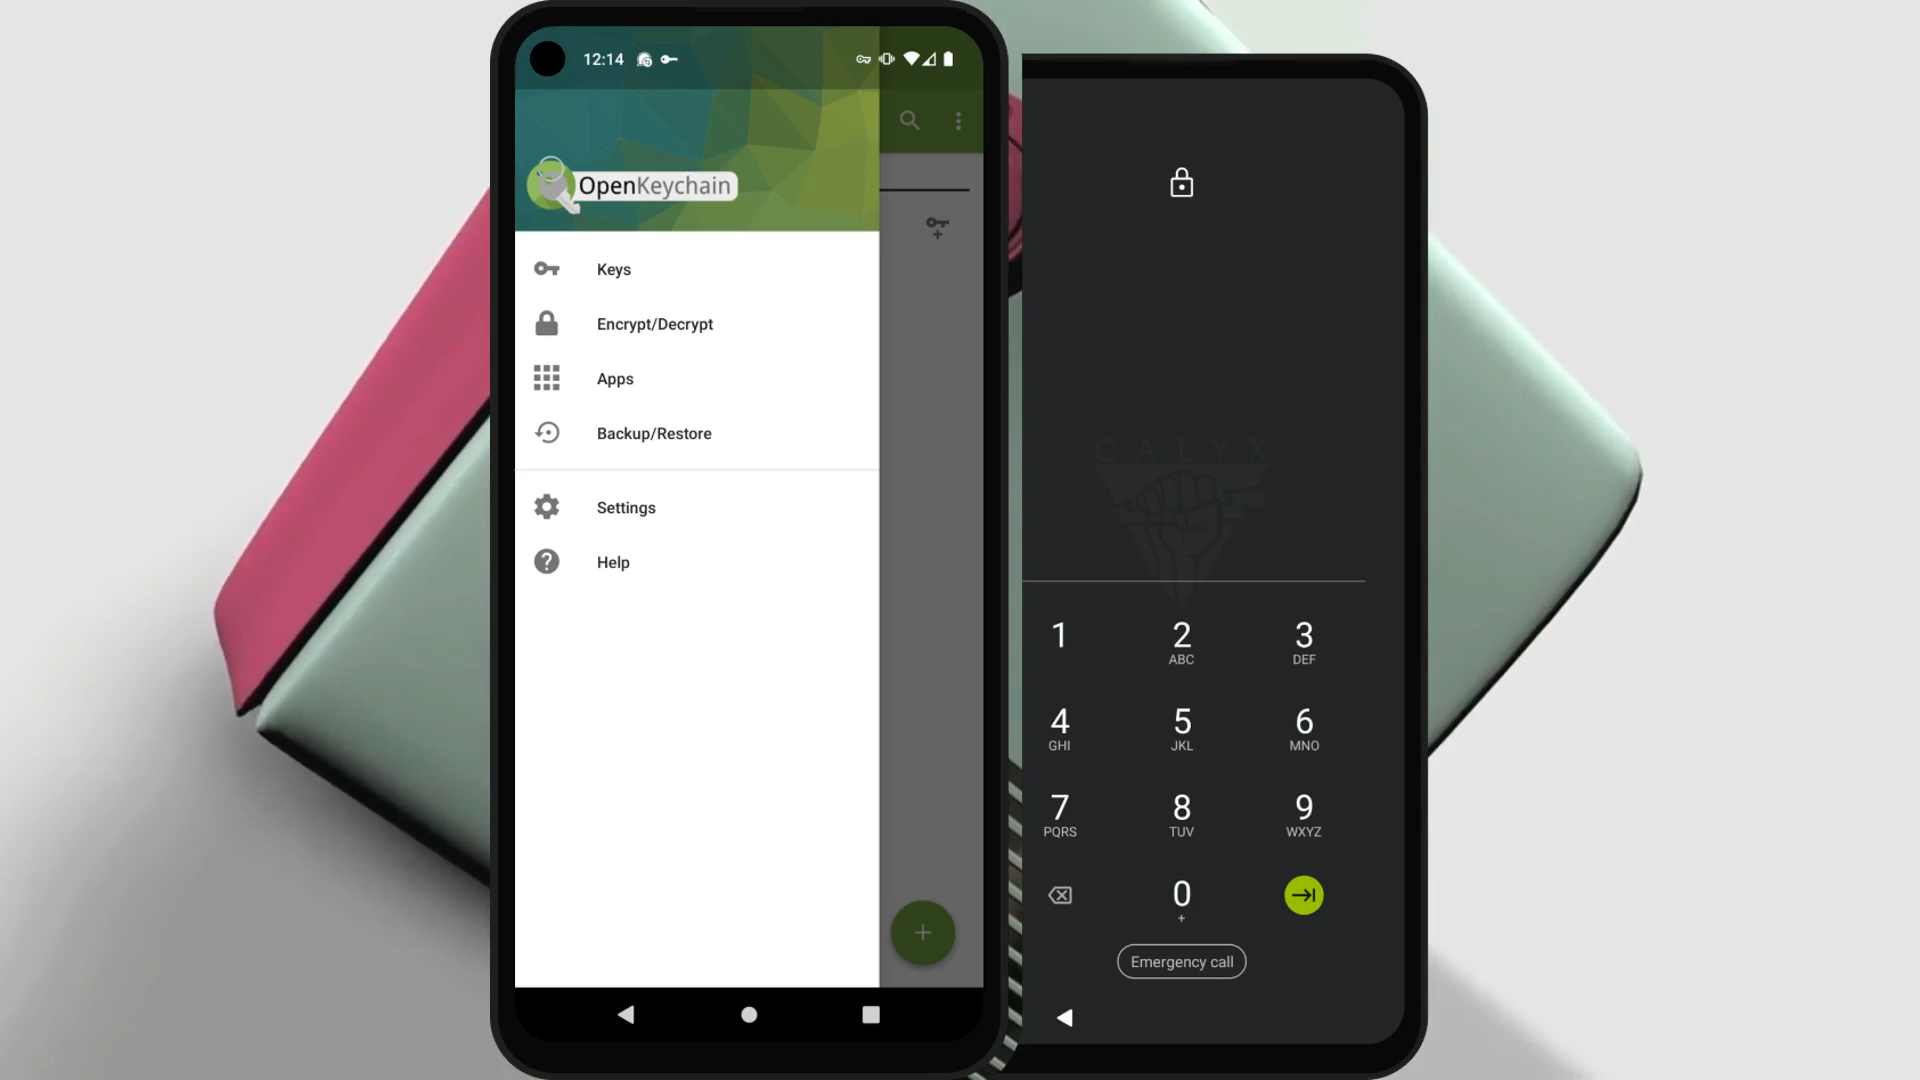 12:14
OpenKeychain
Keys
Encrypt/Decrypt
Apps
Backup/Restore
Settings
Help
CALYX
1
2
ABC
3
DEF
4
GHI
5
JKL
6
MNO
7
PQRS
8
TUV
9
WXYZ
0
+
Emergency call